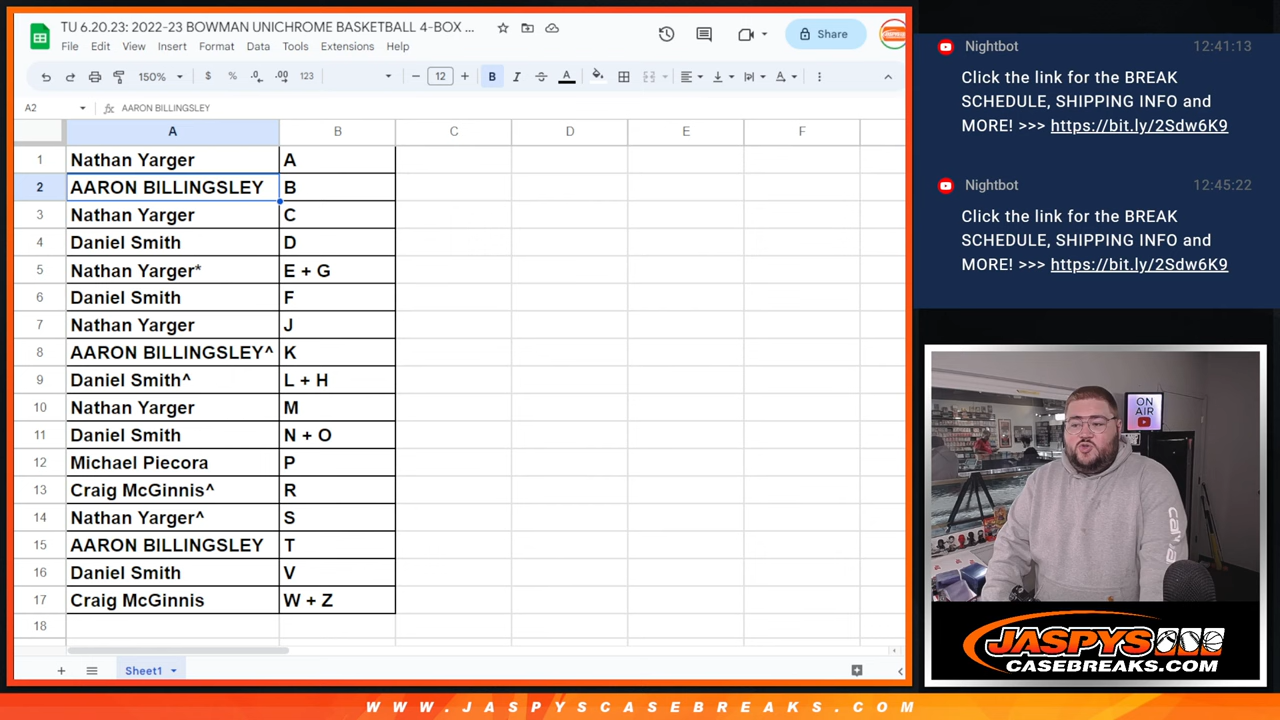 TU 6.20.23: 2022-23 BOWMAN UNICHROME BASKETBALL 4-BOX ...
File Edit View Insert Format Data Tools Extensions Help
Share
150% $ % .0 .00 123 12 B I A
A2 fx AARON BILLINGSLEY
A B C D E F
1 Nathan Yarger A
2 AARON BILLINGSLEY B
3 Nathan Yarger C
4 Daniel Smith D
5 Nathan Yarger* E + G
6 Daniel Smith F
7 Nathan Yarger J
8 AARON BILLINGSLEY^ K
9 Daniel Smith^ L + H
10 Nathan Yarger M
11 Daniel Smith N + O
12 Michael Piecora P
13 Craig McGinnis^ R
14 Nathan Yarger^ S
15 AARON BILLINGSLEY T
16 Daniel Smith V
17 Craig McGinnis W + Z
18
Sheet1
Nightbot 12:41:13
Click the link for the BREAK
SCHEDULE, SHIPPING INFO and
MORE! >>> https://bit.ly/2Sdw6K9
Nightbot 12:45:22
Click the link for the BREAK
SCHEDULE, SHIPPING INFO and
MORE! >>> https://bit.ly/2Sdw6K9
ON
AIR
JASPYS
CASEBREAKS.COM
WWW.JASPYSCASEBREAKS.COM